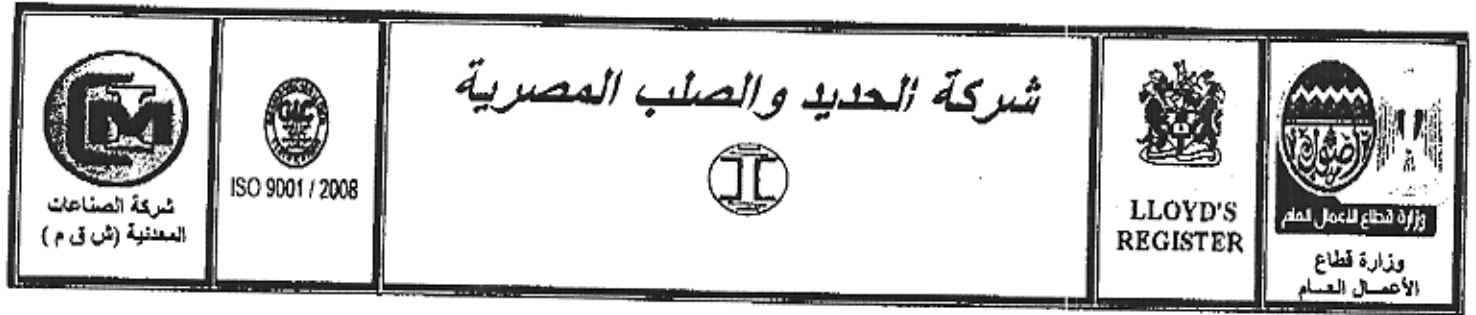 شركة الحديد والصلب المصرية
وزارة قطاع الأعمال العام
وزارة قطاع
الأعمال العام
LLOYD'S
REGISTER
ISO 9001 / 2008
شركة الصناعات
المعدنية (ش ق م )